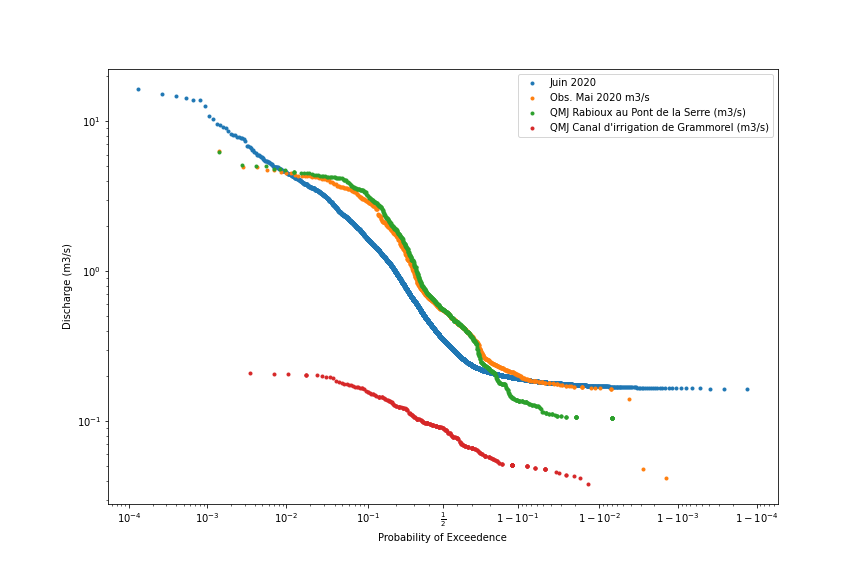 Juin 2020
Obs. Mai 2020 m3/s
QMJ Rabioux au Pont de la Serre (m3/s)
QMJ Canal d'irrigation de Grammorel (m3/s)
Discharge (m3/s)
10¹
10⁰
10⁻¹
10⁻⁴ 10⁻³ 10⁻² 10⁻¹ ½ 1 − 10⁻¹ 1 − 10⁻² 1 − 10⁻³ 1 − 10⁻⁴
Probability of Exceedence